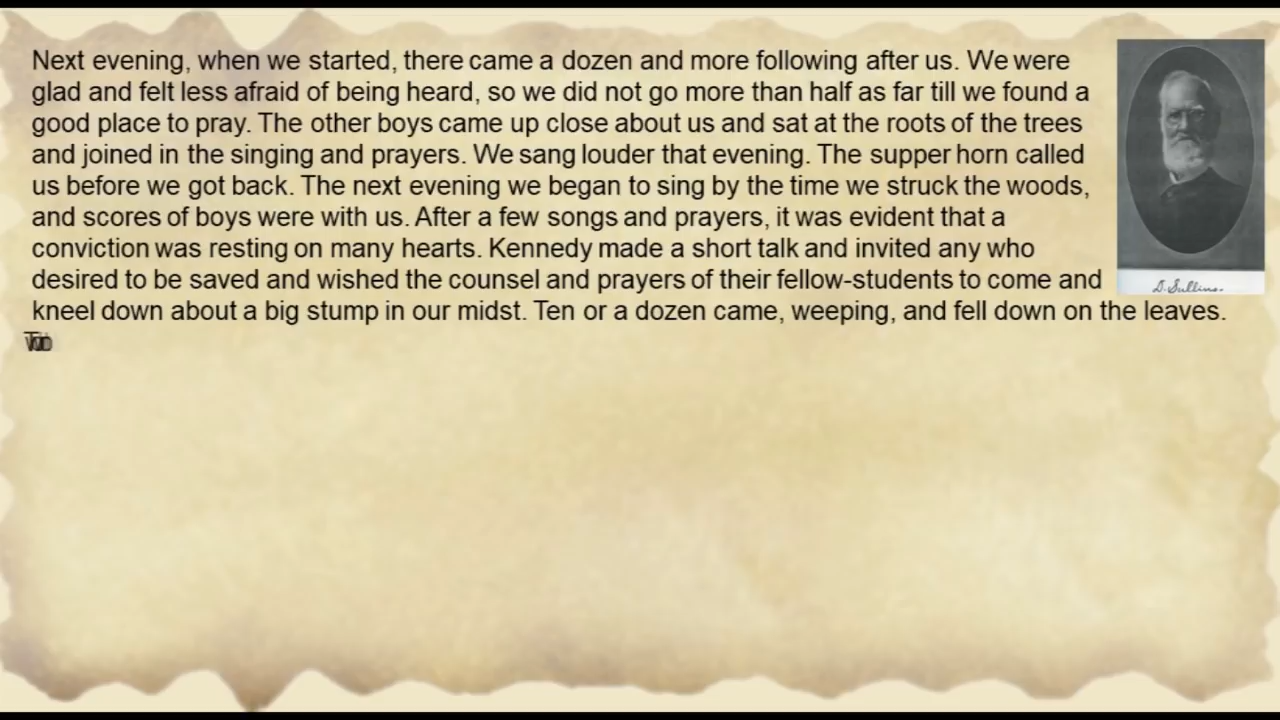 Next evening, when we started, there came a dozen and more following after us. We were
glad and felt less afraid of being heard, so we did not go more than half as far till we found a
good place to pray. The other boys came up close about us and sat at the roots of the trees
and joined in the singing and prayers. We sang louder that evening. The supper horn called
us before we got back. The next evening we began to sing by the time we struck the woods,
and scores of boys were with us. After a few songs and prayers, it was evident that a
conviction was resting on many hearts. Kennedy made a short talk and invited any who
desired to be saved and wished the counsel and prayers of their fellow-students to come and
kneel down about a big stump in our midst. Ten or a dozen came, weeping, and fell down on the leaves.
D. Sullins.